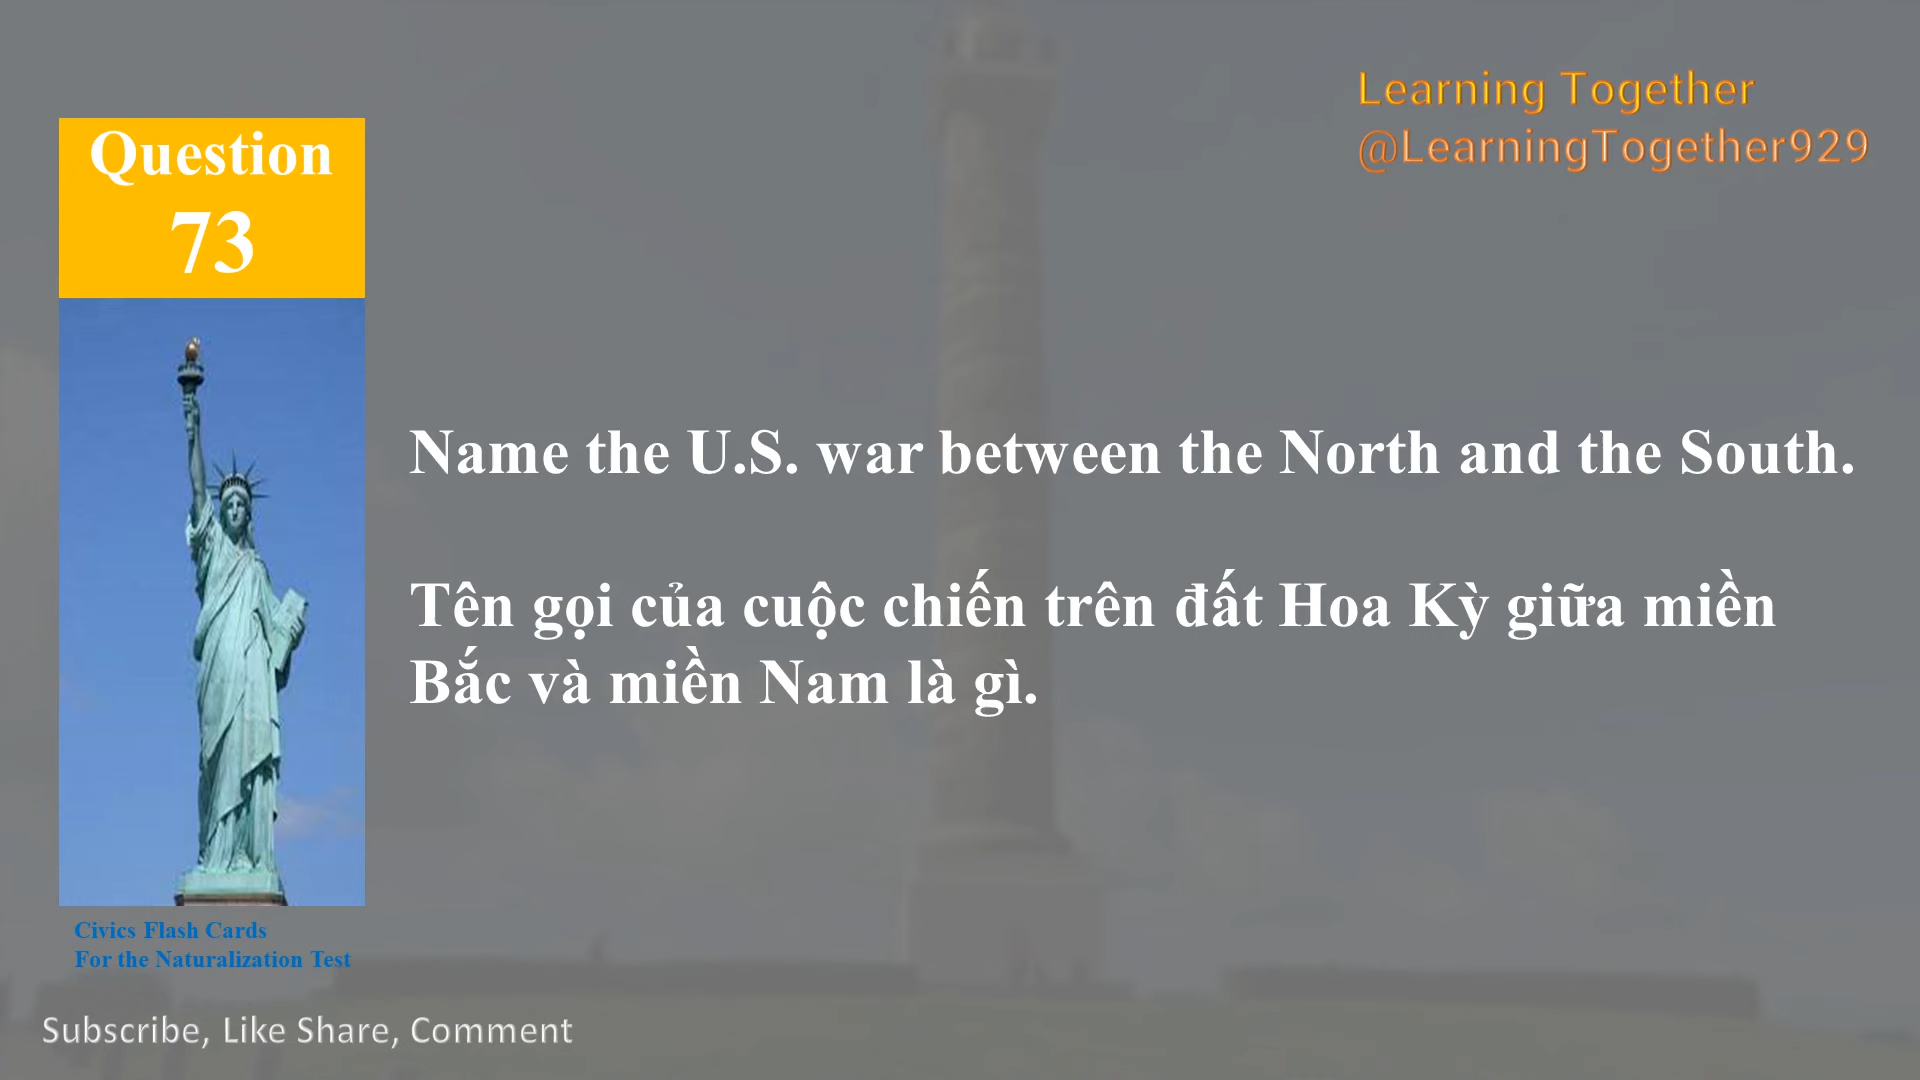 Learning Together
@LearningTogether929
Question
73
Name the U.S. war between the North and the South.
Tên gọi của cuộc chiến trên đất Hoa Kỳ giữa miền
Bắc và miền Nam là gì.
Civics Flash Cards
For the Naturalization Test
Subscribe, Like Share, Comment